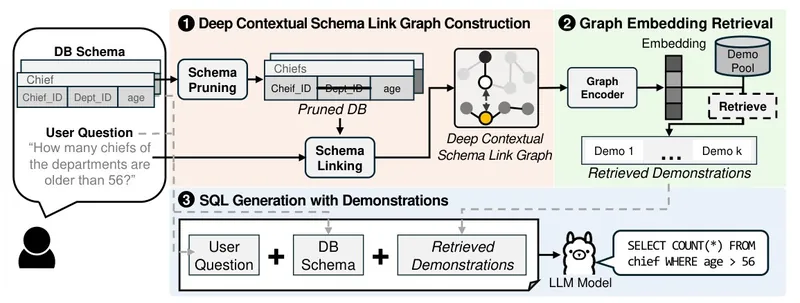 DB Schema
Chief
Chief_ID Dept_ID age
User Question
“How many chiefs
of the departments are
older than 56?”
1 Deep Contextual Schema Link Graph Construction
Schema
Pruning
Chiefs
Cheif_ID Dept_ID age
Pruned DB
Schema
Linking
Deep Contextual
Schema Link Graph
2 Graph Embedding Retrieval
Embedding
Graph
Encoder
Demo
Pool
Retrieve
Demo 1 ... Demo k
Retrieved Demonstrations
3 SQL Generation with Demonstrations
User
Question
+
DB
Schema
+
Retrieved
Demonstrations
LLM Model
SELECT COUNT(*) FROM
chief WHERE age > 56